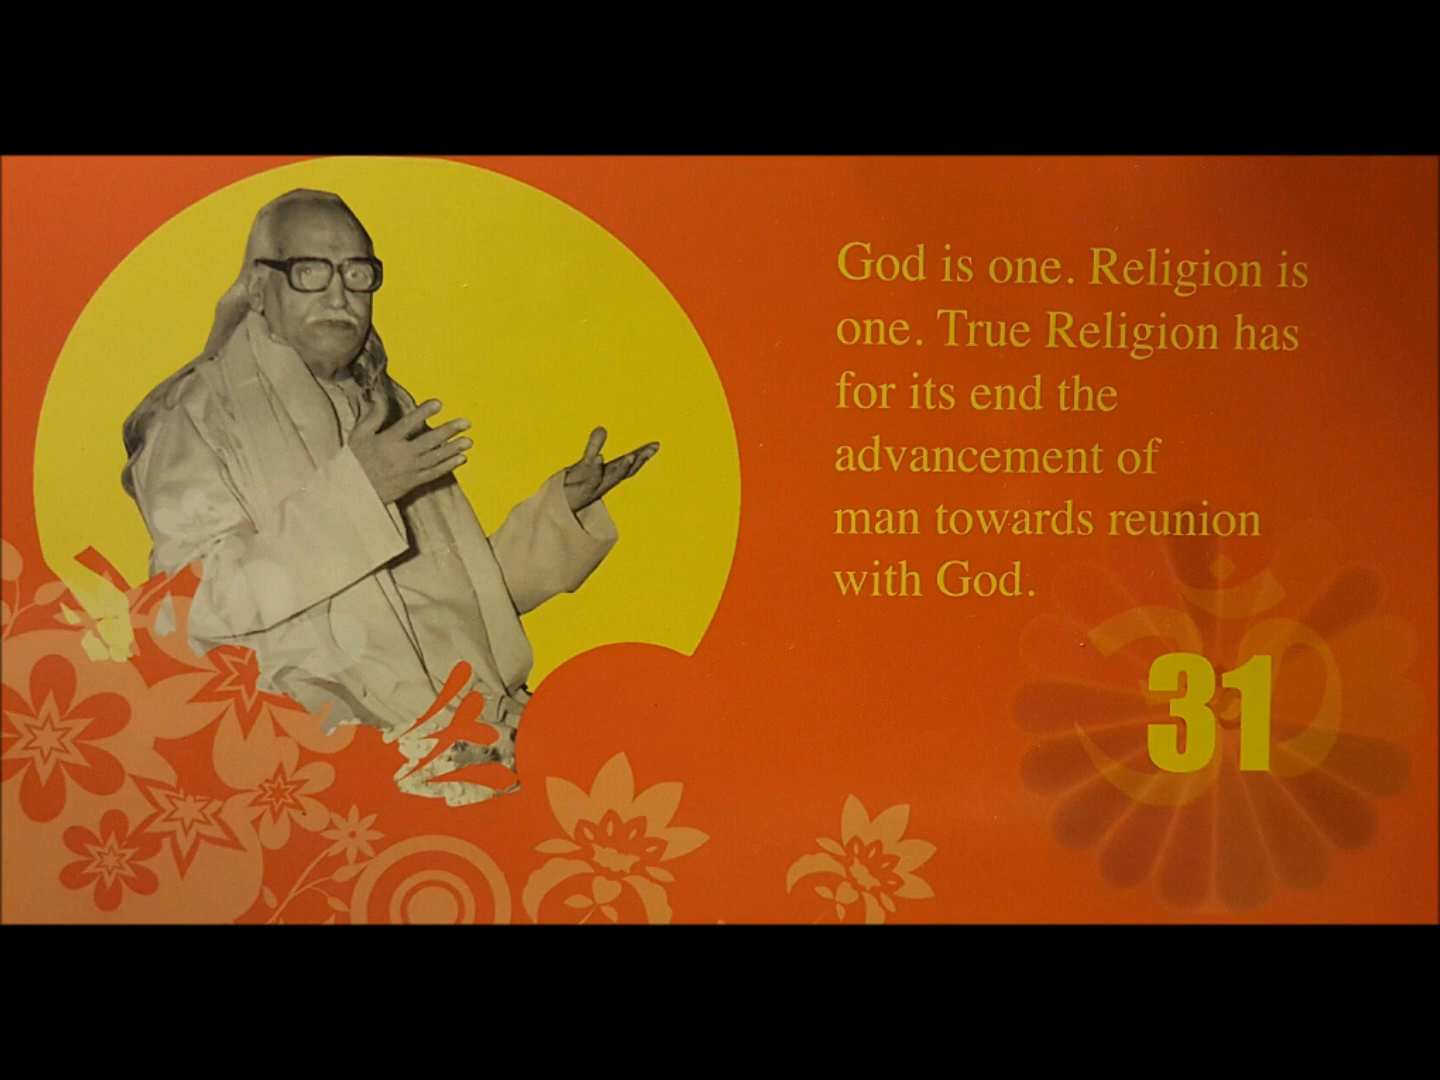 God is one. Religion is
one. True Religion has
for its end the
advancement of
man towards reunion
with God.
ॐ
31